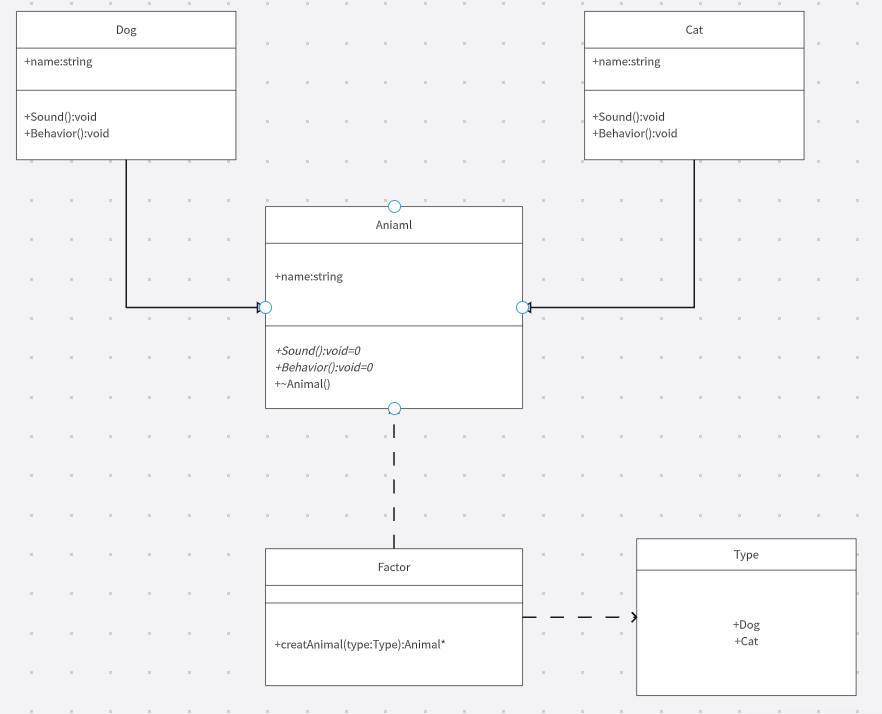 Dog
+name:string
+Sound():void
+Behavior():void
Cat
+name:string
+Sound():void
+Behavior():void
Aniaml
+name:string
+Sound():void=0
+Behavior():void=0
+~Animal()
Factor
+creatAnimal(type:Type):Animal*
Type
+Dog
+Cat